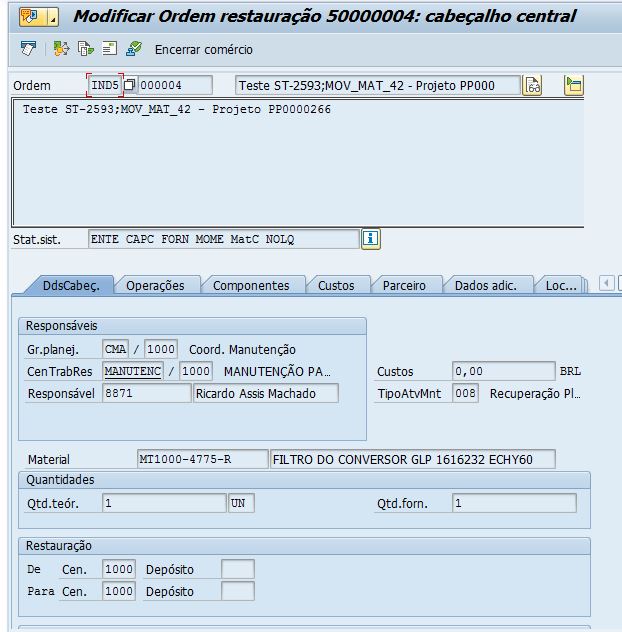 Modificar Ordem restauração 50000004: cabeçalho central
Encerrar comércio
Ordem IND5 000004 Teste ST-2593;MOV_MAT_42 - Projeto PP000
Teste ST-2593;MOV_MAT_42 - Projeto PP0000266
Stat.sist. ENTE CAPC FORN MOME MatC NOLQ
DdsCabeç. Operações Componentes Custos Parceiro Dados adic. Loc...
Responsáveis
Gr.planej. CMA / 1000 Coord. Manutenção
CenTrabRes MANUTENC / 1000 MANUTENÇÃO PA... Custos 0,00 BRL
Responsável 8871 Ricardo Assis Machado TipoAtvMnt 008 Recuperação Pl...
Material MT1000-4775-R FILTRO DO CONVERSOR GLP 1616232 ECHY60
Quantidades
Qtd.teór. 1 UN Qtd.forn. 1
Restauração
De Cen. 1000 Depósito
Para Cen. 1000 Depósito